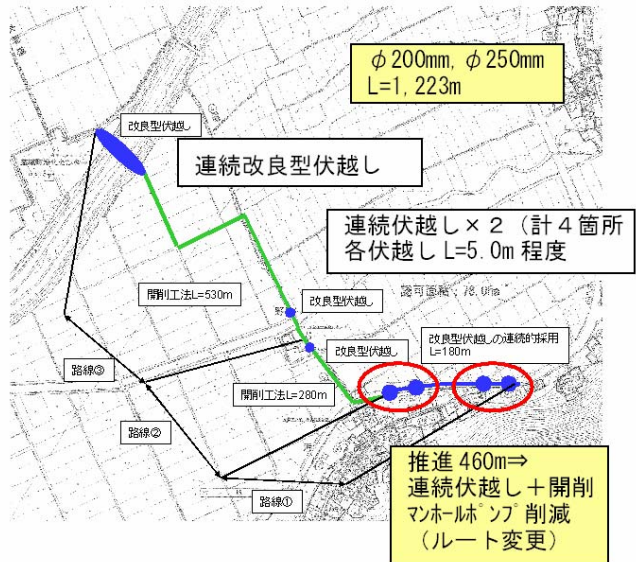 φ200mm, φ250mm
L=1,223m
改良型伏越し
連続改良型伏越し
連続伏越し×2 (計4箇所
各伏越しL=5.0m程度
開削工法L=530m
改良型伏越し
改良型伏越し
改良型伏越しの連続的採用
L=180m
路線③
開削工法L=280m
路線②
路線①
推進460m⇒
連続伏越し+開削
マンホールポンプ削減
(ルート変更)